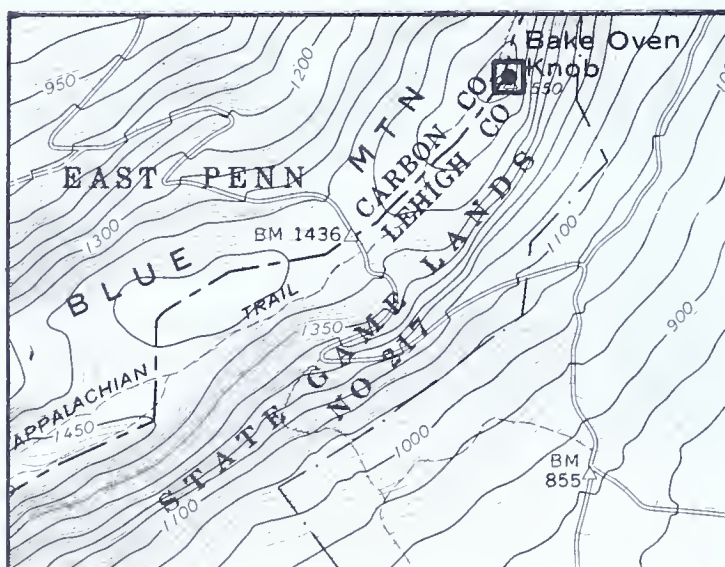 Bake Oven
Knob
550
1200
950
MTN
CARBON CO
LEHIGH CO
EAST PENN
1300
BM 1436
BLUE
TRAIL
1350
1100
900
STATE GAME LANDS
NO 217
APPALACHIAN
1450
1000
BM
855
1100